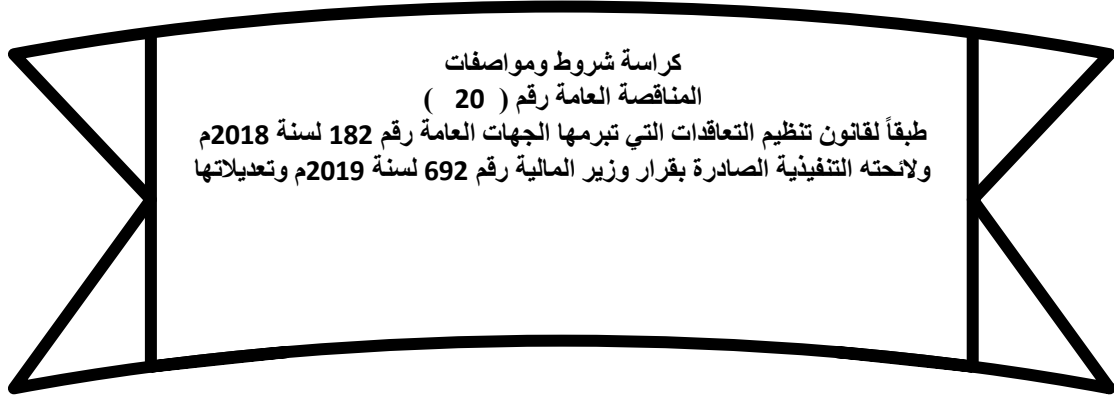 كراسة شروط ومواصفات
المناقصة العامة رقم ( 20 )
طبقاً لقانون تنظيم التعاقدات التي تبرمها الجهات العامة رقم 182 لسنة 2018م
ولائحته التنفيذية الصادرة بقرار وزير المالية رقم 692 لسنة 2019م وتعديلاتها